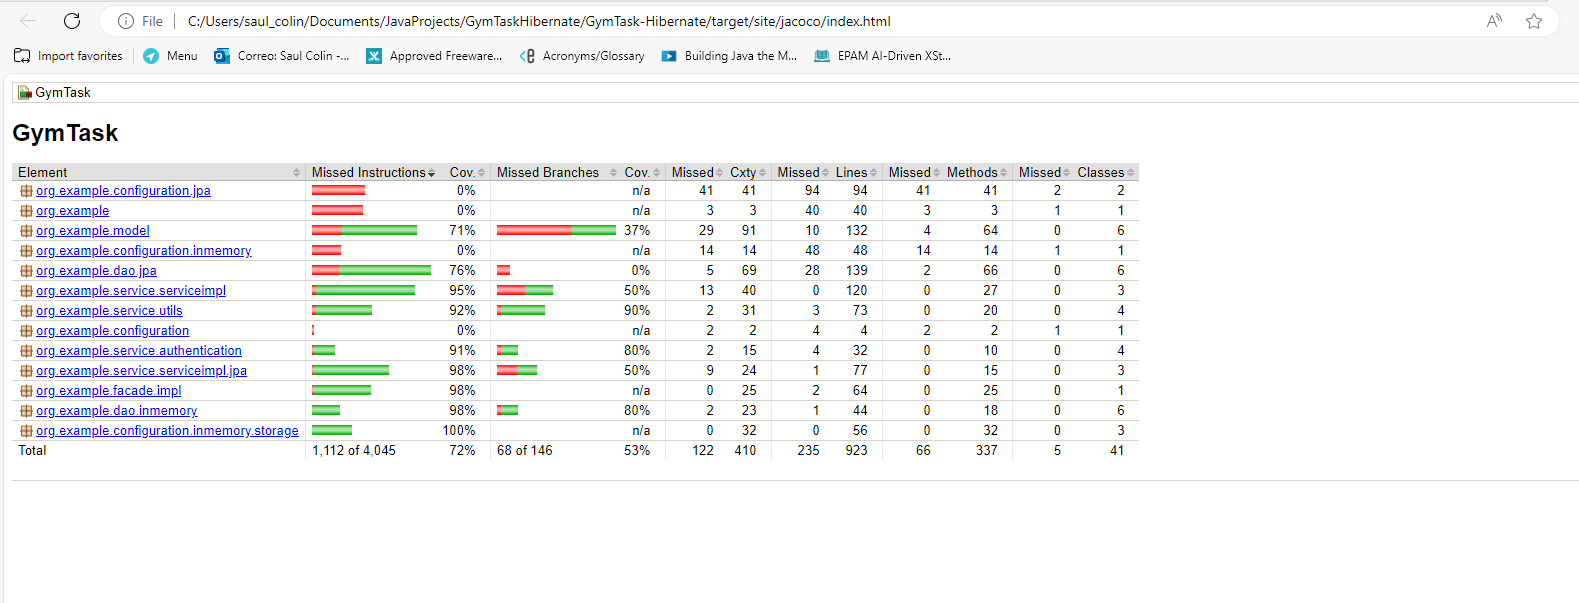 File C:/Users/saul_colin/Documents/JavaProjects/GymTaskHibernate/GymTask-Hibernate/target/site/jacoco/index.html
Import favorites Menu Correo: Saul Colin -... Approved Freeware... Acronyms/Glossary Building Java the M... EPAM AI-Driven XSt...
GymTask
GymTask
Element Missed Instructions Cov. Missed Branches Cov. Missed Cxty Missed Lines Missed Methods Missed Classes
org.example.configuration.jpa 0% n/a 41 41 94 94 41 41 2 2
org.example 0% n/a 3 3 40 40 3 3 1 1
org.example.model 71% 37% 29 91 10 132 4 64 0 6
org.example.configuration.inmemory 0% n/a 14 14 48 48 14 14 1 1
org.example.dao.jpa 76% 0% 5 69 28 139 2 66 0 6
org.example.service.serviceimpl 95% 50% 13 40 0 120 0 27 0 3
org.example.service.utils 92% 90% 2 31 3 73 0 20 0 4
org.example.configuration 0% n/a 2 2 4 4 2 2 1 1
org.example.service.authentication 91% 80% 2 15 4 32 0 10 0 4
org.example.service.serviceimpl.jpa 98% 50% 9 24 1 77 0 15 0 3
org.example.facade.impl 98% n/a 0 25 2 64 0 25 0 1
org.example.dao.inmemory 98% 80% 2 23 1 44 0 18 0 6
org.example.configuration.inmemory.storage 100% n/a 0 32 0 56 0 32 0 3
Total 1,112 of 4,045 72% 68 of 146 53% 122 410 235 923 66 337 5 41